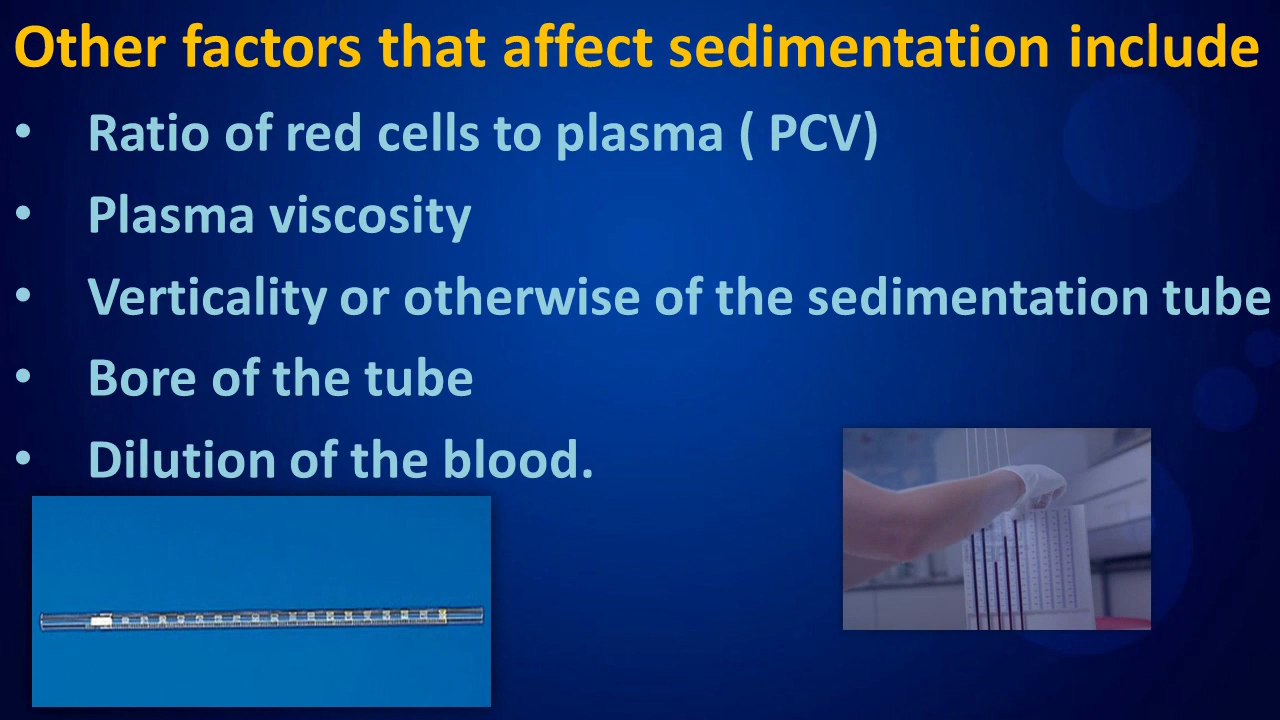 Other factors that affect sedimentation include
• Ratio of red cells to plasma ( PCV)
• Plasma viscosity
• Verticality or otherwise of the sedimentation tube
• Bore of the tube
• Dilution of the blood.